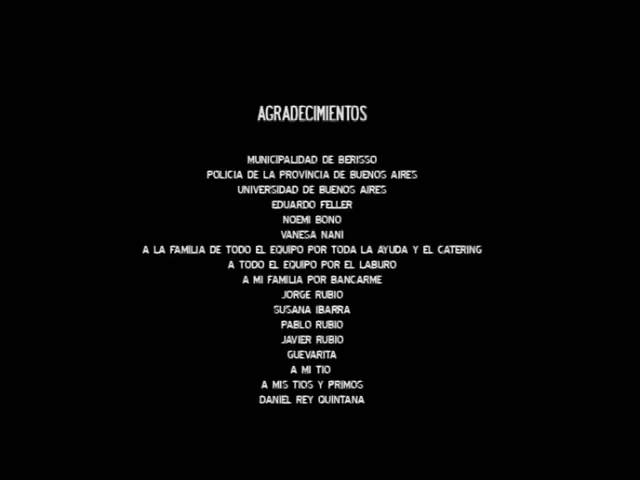 AGRADECIMIENTOS
MUNICIPALIDAD DE BERISSO
POLICIA DE LA PROVINCIA DE BUENOS AIRES
UNIVERSIDAD DE BUENOS AIRES
EDUARDO FELLER
NOEMI BONO
VANESA NANI
A LA FAMILIA DE TODO EL EQUIPO POR TODA LA AYUDA Y EL CATERING
A TODO EL EQUIPO POR EL LABURO
A MI FAMILIA POR BANCARME
JORGE RUBIO
SUSANA IBARRA
PABLO RUBIO
JAVIER RUBIO
GUEVARITA
A MI TIO
A MIS TIOS Y PRIMOS
DANIEL REY QUINTANA